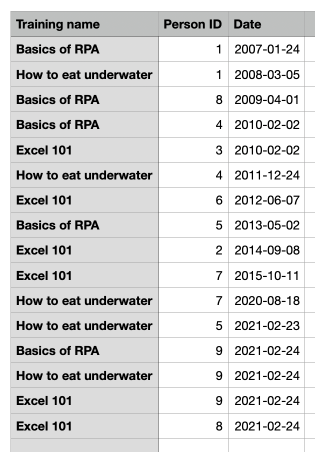 Training name Person ID Date
Basics of RPA 1 2007-01-24
How to eat underwater 1 2008-03-05
Basics of RPA 8 2009-04-01
Basics of RPA 4 2010-02-02
Excel 101 3 2010-02-02
How to eat underwater 4 2011-12-24
Excel 101 6 2012-06-07
Basics of RPA 5 2013-05-02
Excel 101 2 2014-09-08
Excel 101 7 2015-10-11
How to eat underwater 7 2020-08-18
How to eat underwater 5 2021-02-23
Basics of RPA 9 2021-02-24
How to eat underwater 9 2021-02-24
Excel 101 9 2021-02-24
Excel 101 8 2021-02-24